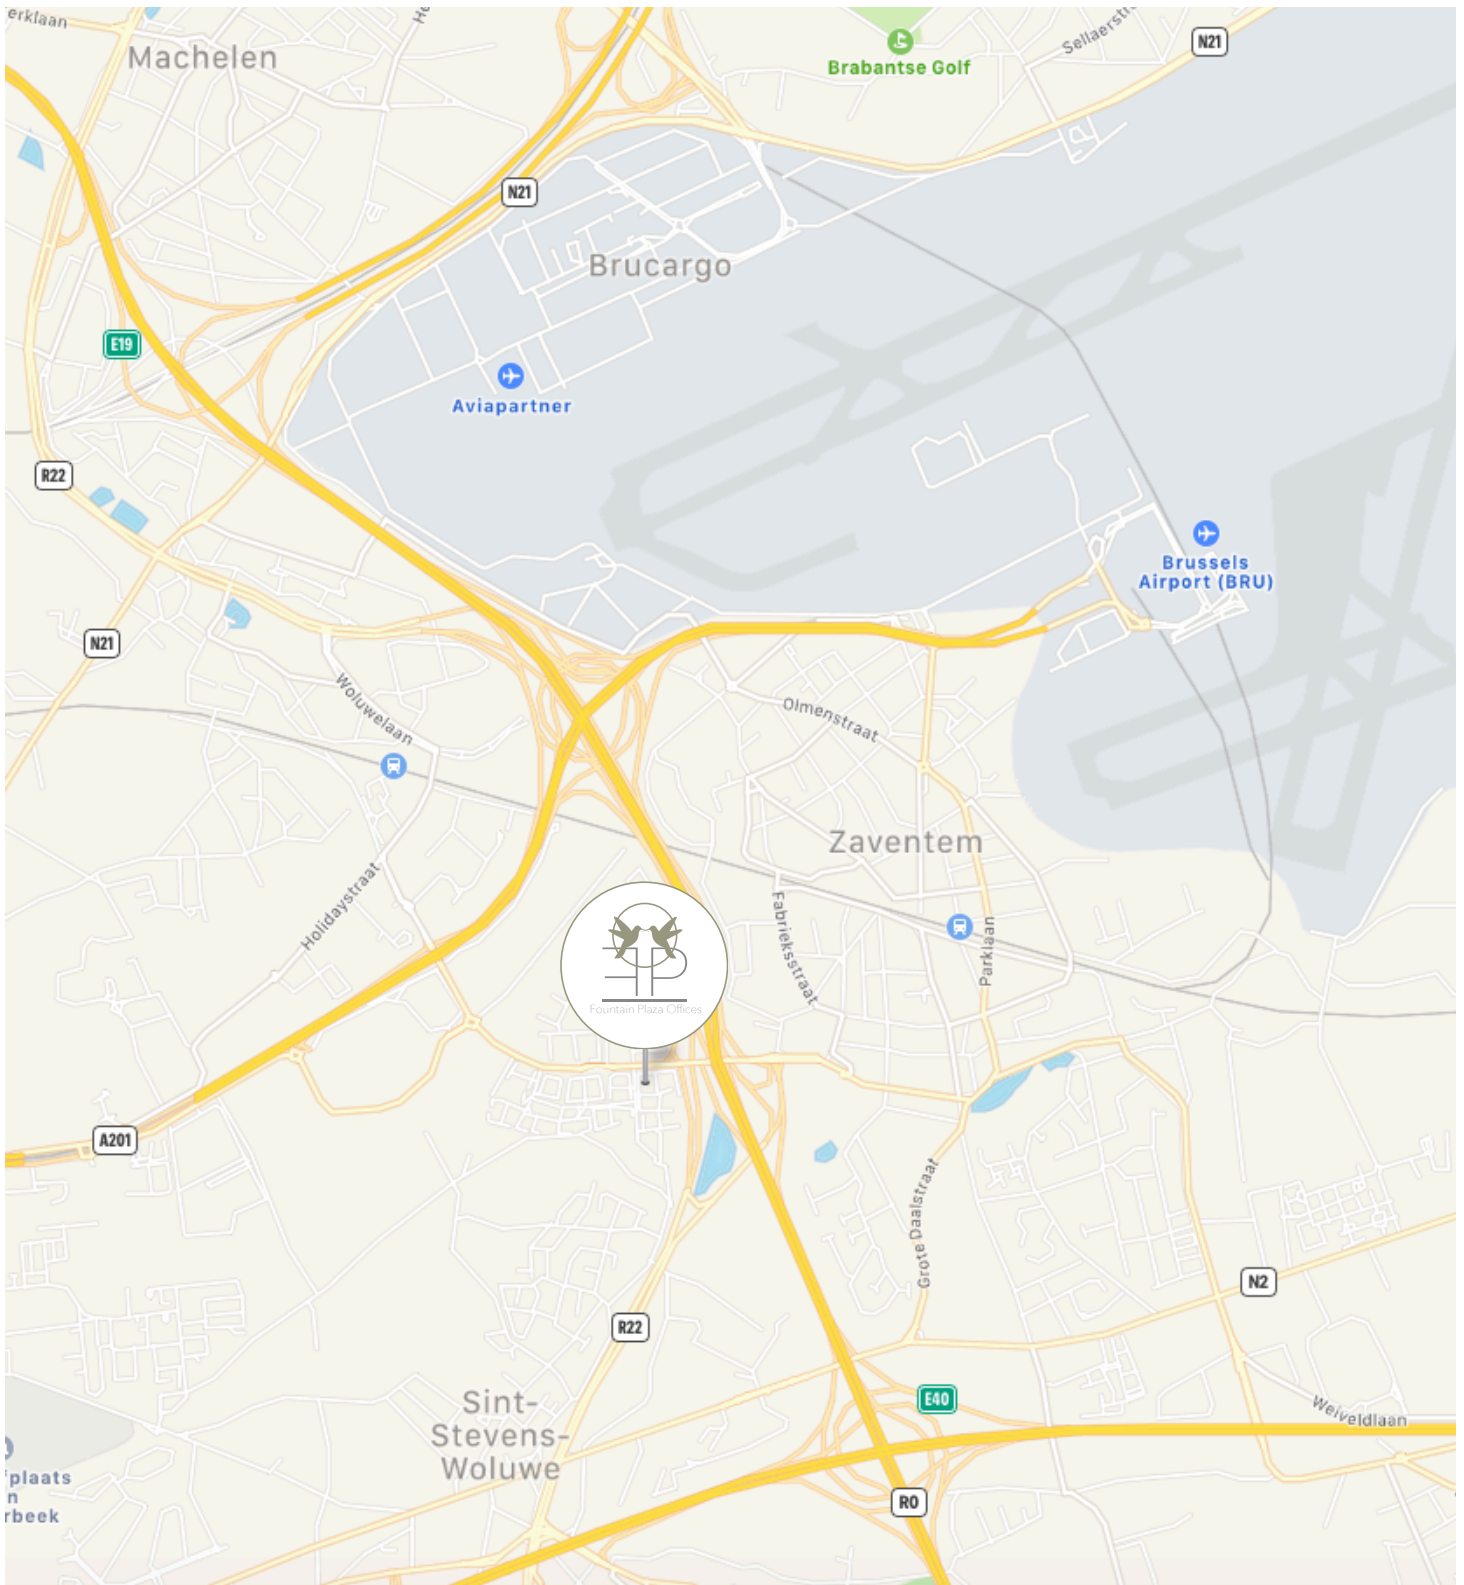 erklaan
Machelen
Brabantse Golf
N21
N21
Brucargo
E19
Aviapartner
R22
Brussels
Airport (BRU)
N21
Woluwelaan
Olmenstraat
Zaventem
Holidaystraat
Fabrieksstraat
Parklaan
Fountain Plaza Offices
A201
Grote Daalstraat
N2
R22
E40
Sint-
Stevens-
Woluwe
Weiveldlaan
plaats
n
rbeek
R0